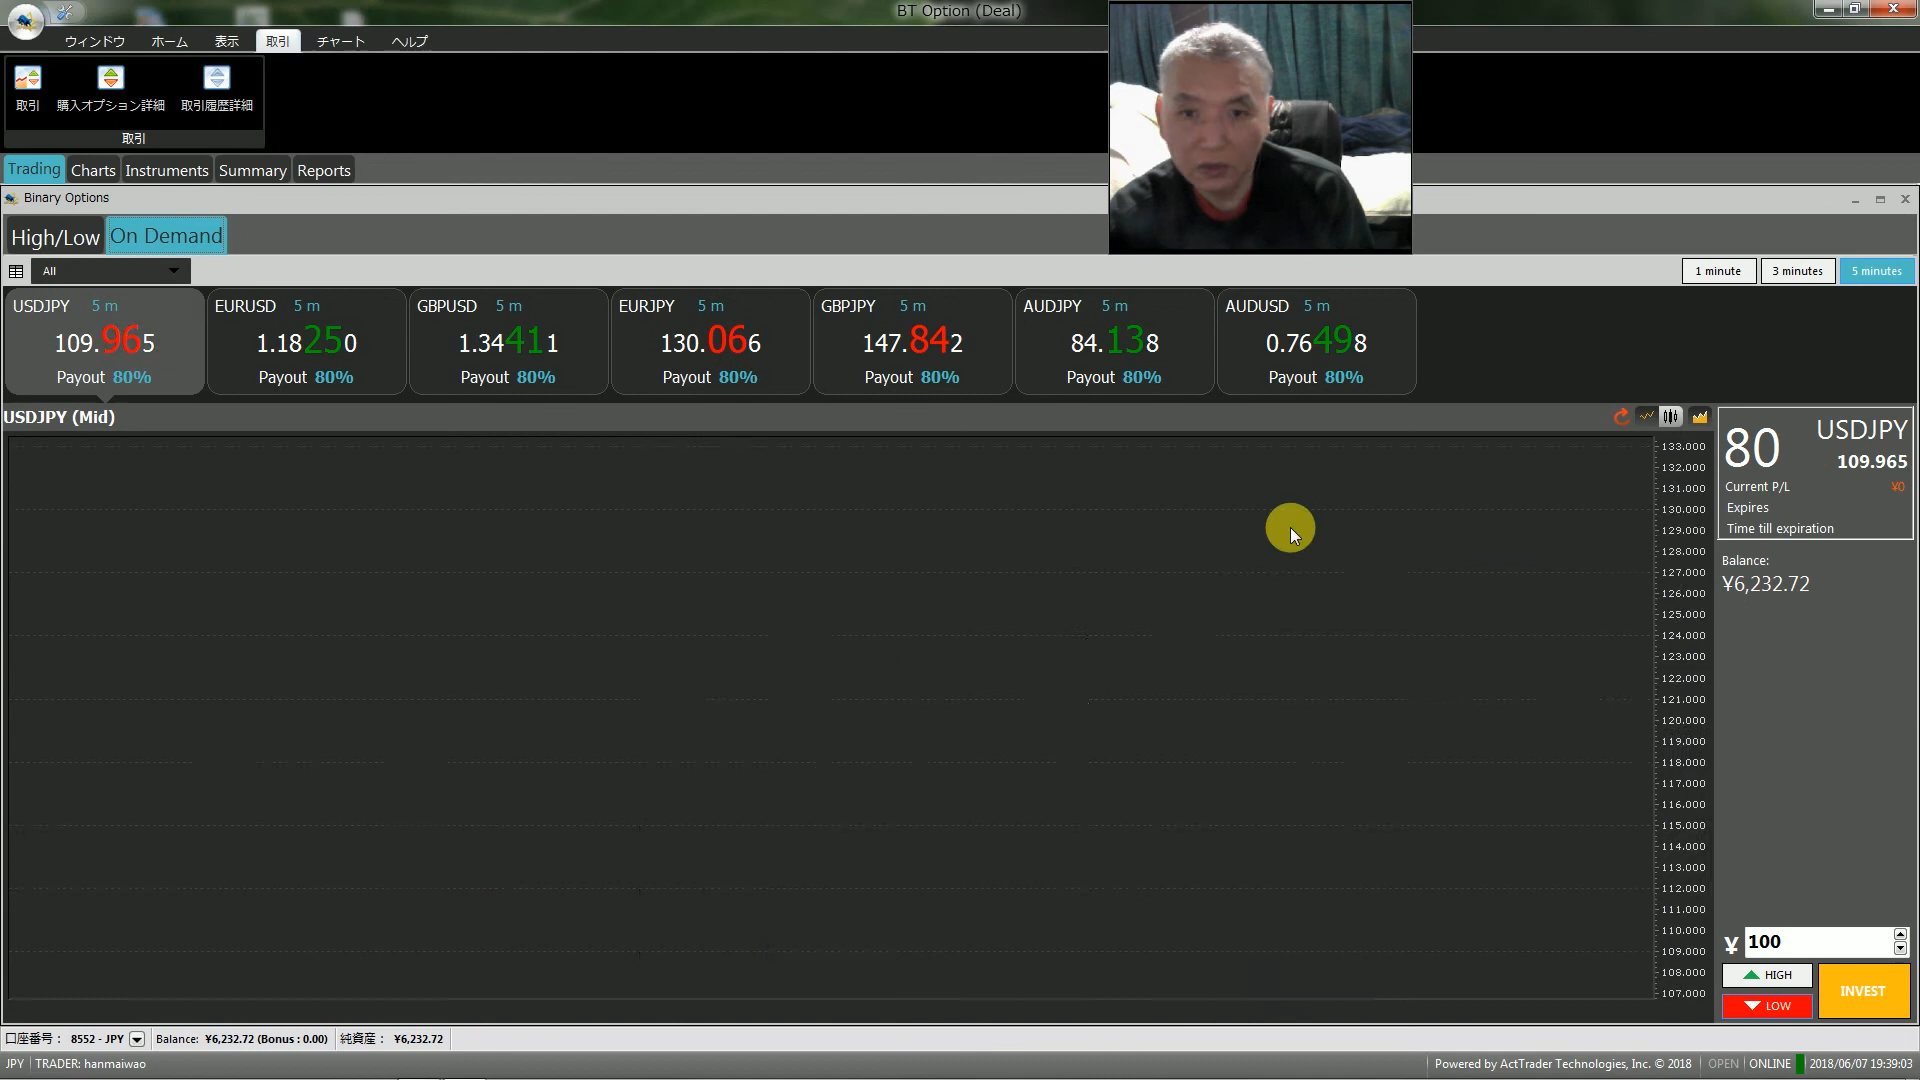 BT Option (Deal)
ウィンドウ ホーム 表示 取引 チャート ヘルプ
取引 購入オプション詳細 取引履歴詳細
取引
Trading Charts Instruments Summary Reports
Binary Options
High/Low On Demand
All 1 minute 3 minutes 5 minutes
USDJPY 5 m EURUSD 5 m GBPUSD 5 m EURJPY 5 m GBPJPY 5 m AUDJPY 5 m AUDUSD 5 m
109.965 1.18250 1.34411 130.066 147.842 84.138 0.76498
Payout 80% Payout 80% Payout 80% Payout 80% Payout 80% Payout 80% Payout 80%
USDJPY (Mid)
133.000
132.000
131.000
130.000
129.000
128.000
127.000
126.000
125.000
124.000
123.000
122.000
121.000
120.000
119.000
118.000
117.000
116.000
115.000
114.000
113.000
112.000
111.000
110.000
109.000
108.000
107.000
80 USDJPY
109.965
Current P/L ¥0
Expires
Time till expiration
Balance:
¥6,232.72
¥ 100
HIGH
LOW
INVEST
口座番号： 8552 - JPY Balance: ¥6,232.72 (Bonus : 0.00) 純資産： ¥6,232.72
JPY TRADER: hanmaiwao Powered by ActTrader Technologies, Inc. © 2018 OPEN ONLINE 2018/06/07 19:39:03